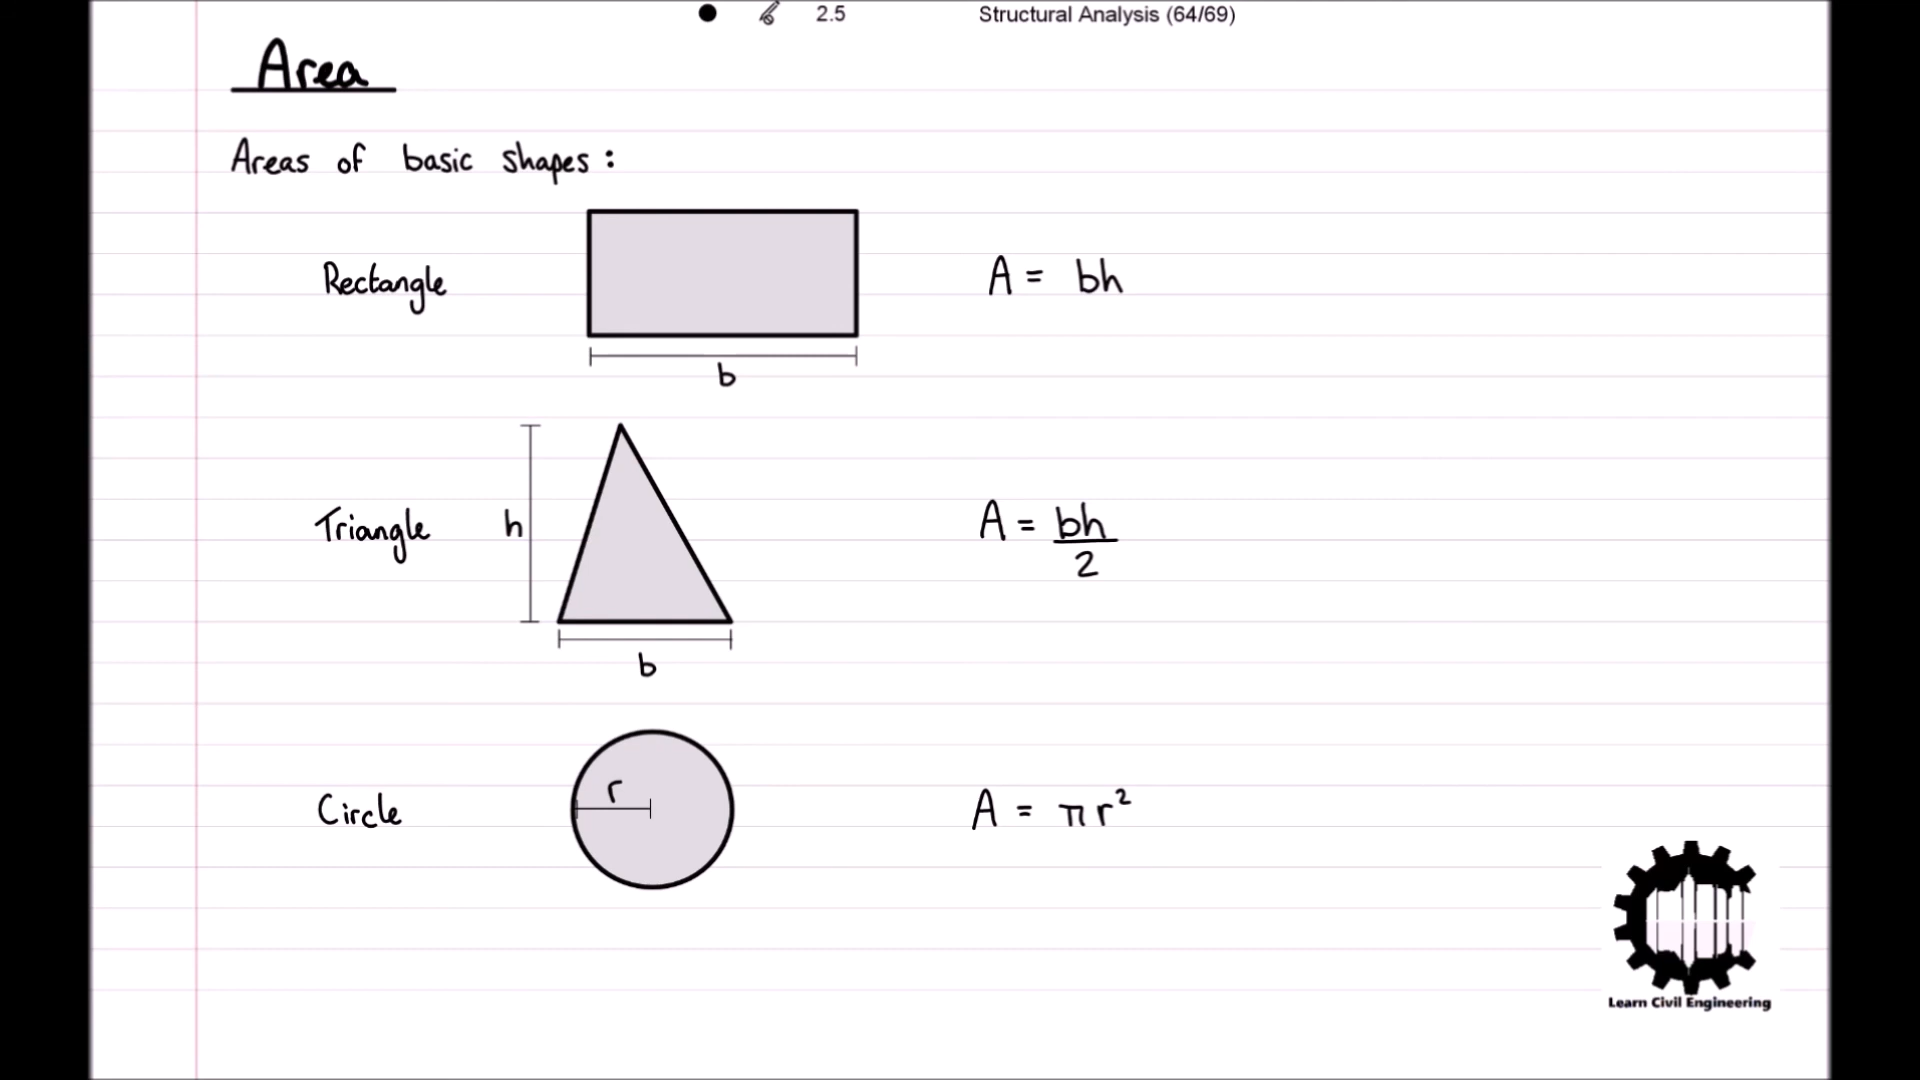 2.5 Structural Analysis (64/69)
Area
Areas of basic shapes:
Rectangle A = bh
b
Triangle h A = bh/2
b
Circle r A = πr²
Learn Civil Engineering